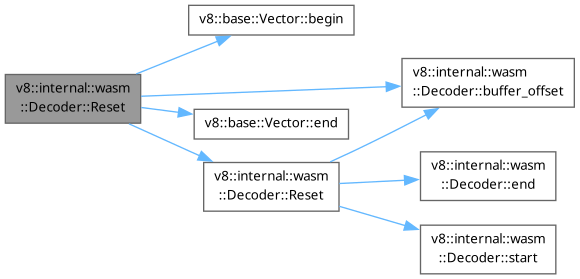 v8::base::Vector::begin
v8::internal::wasm
::Decoder::Reset
v8::internal::wasm
::Decoder::buffer_offset
v8::base::Vector::end
v8::internal::wasm
::Decoder::Reset
v8::internal::wasm
::Decoder::end
v8::internal::wasm
::Decoder::start